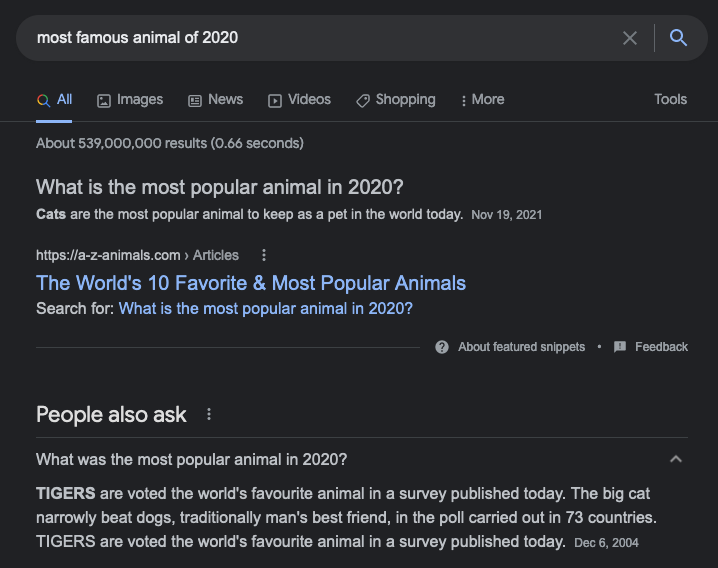 most famous animal of 2020
All Images News Videos Shopping More Tools
About 539,000,000 results (0.66 seconds)
What is the most popular animal in 2020?
Cats are the most popular animal to keep as a pet in the world today. Nov 19, 2021
https://a-z-animals.com › Articles
The World's 10 Favorite & Most Popular Animals
Search for: What is the most popular animal in 2020?
About featured snippets • Feedback
People also ask
What was the most popular animal in 2020?
TIGERS are voted the world's favourite animal in a survey published today. The big cat
narrowly beat dogs, traditionally man's best friend, in the poll carried out in 73 countries.
TIGERS are voted the world's favourite animal in a survey published today. Dec 6, 2004